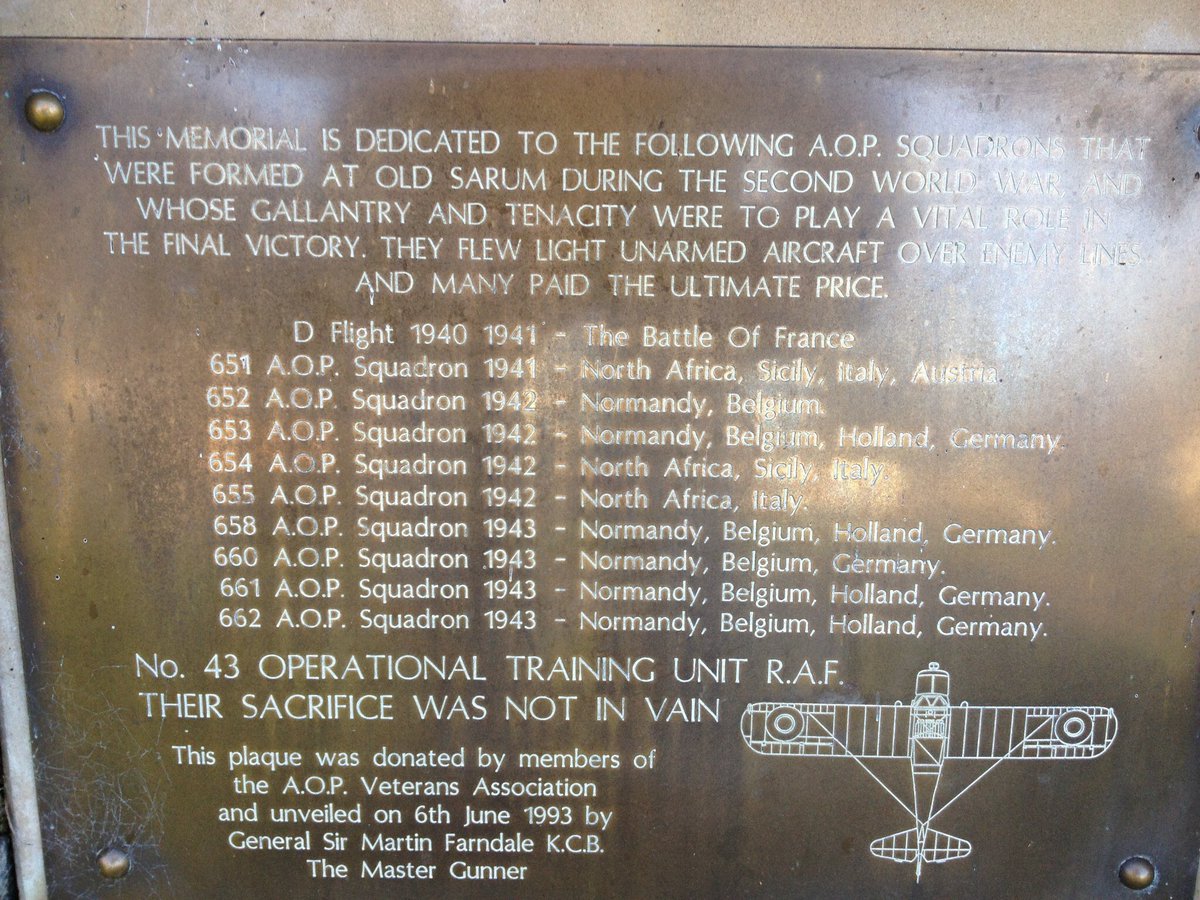 THIS MEMORIAL IS DEDICATED TO THE FOLLOWING A.O.P. SQUADRONS THAT
WERE FORMED AT OLD SARUM DURING THE SECOND WORLD WAR, AND
WHOSE GALLANTRY AND TENACITY WERE TO PLAY A VITAL ROLE IN
THE FINAL VICTORY. THEY FLEW LIGHT UNARMED AIRCRAFT OVER ENEMY LINES
AND MANY PAID THE ULTIMATE PRICE.
D Flight 1940 1941 - The Battle Of France
651 A.O.P. Squadron 1941 - North Africa, Sicily, Italy, Austria.
652 A.O.P. Squadron 1942 - Normandy, Belgium.
653 A.O.P. Squadron 1942 - Normandy, Belgium, Holland, Germany.
654 A.O.P. Squadron 1942 - North Africa, Sicily, Italy.
655 A.O.P. Squadron 1942 - North Africa, Italy.
658 A.O.P. Squadron 1943 - Normandy, Belgium, Holland, Germany.
660 A.O.P. Squadron 1943 - Normandy, Belgium, Germany.
661 A.O.P. Squadron 1943 - Normandy, Belgium, Holland, Germany.
662 A.O.P. Squadron 1943 - Normandy, Belgium, Holland, Germany.
No. 43 OPERATIONAL TRAINING UNIT R.A.F.
THEIR SACRIFICE WAS NOT IN VAIN
This plaque was donated by members of
the A.O.P. Veterans Association
and unveiled on 6th June 1993 by
General Sir Martin Farndale K.C.B.
The Master Gunner